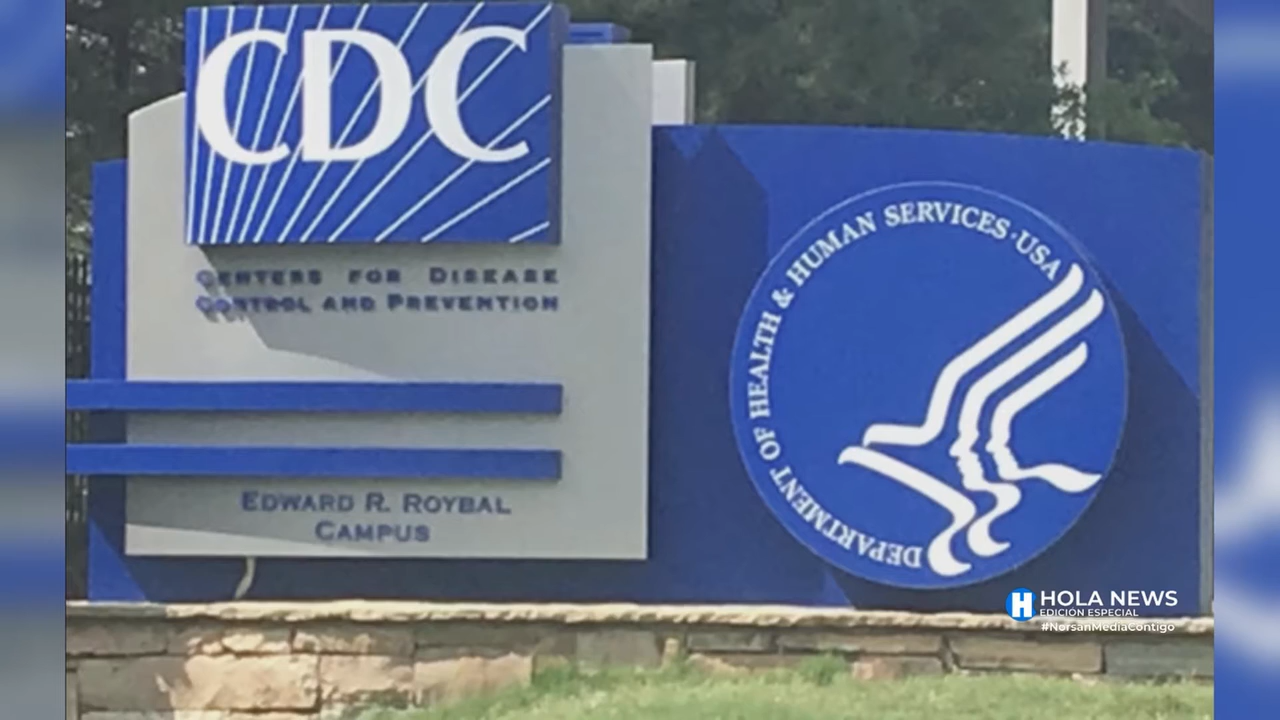 CDC
CENTERS FOR DISEASE
CONTROL AND PREVENTION
EDWARD R. ROYBAL
CAMPUS
DEPARTMENT OF HEALTH & HUMAN SERVICES · USA
H HOLA NEWS
EDICIÓN ESPECIAL
#NorsanMediaContigo